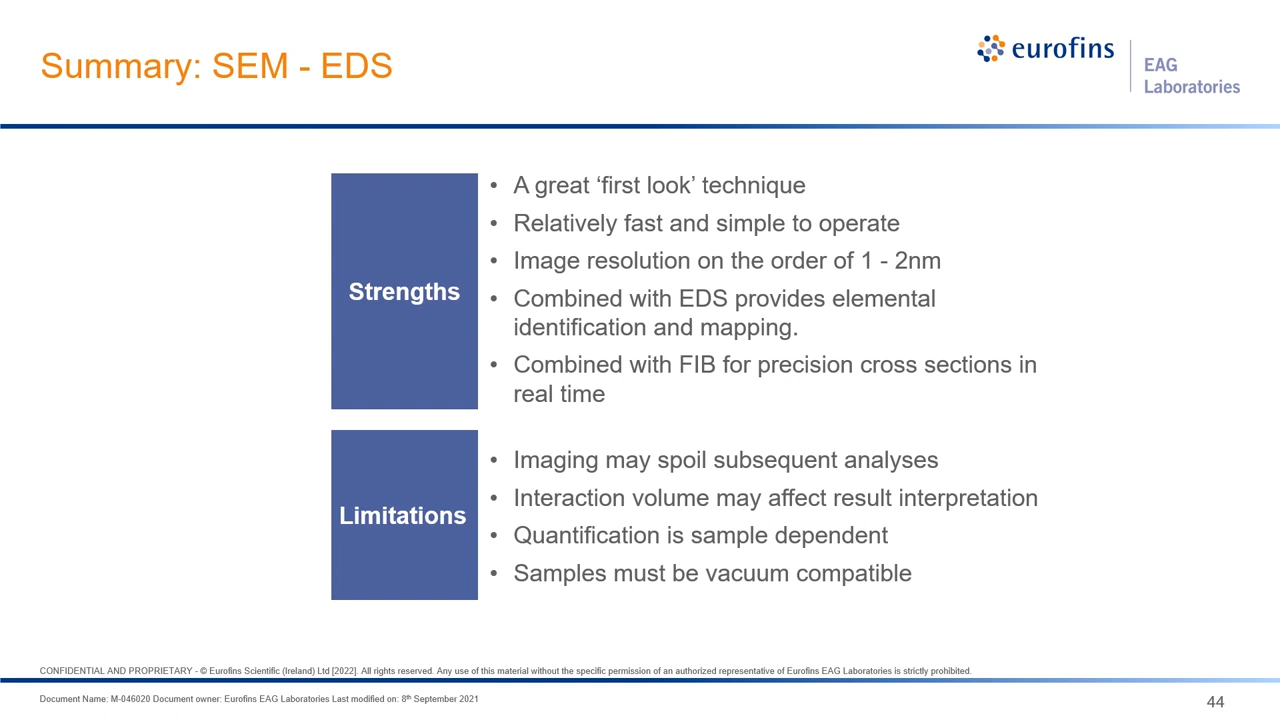 Summary: SEM - EDS
eurofins
EAG
Laboratories
Strengths
• A great ‘first look’ technique
• Relatively fast and simple to operate
• Image resolution on the order of 1 - 2nm
• Combined with EDS provides elemental
identification and mapping.
• Combined with FIB for precision cross sections in
real time
Limitations
• Imaging may spoil subsequent analyses
• Interaction volume may affect result interpretation
• Quantification is sample dependent
• Samples must be vacuum compatible
CONFIDENTIAL AND PROPRIETARY - © Eurofins Scientific (Ireland) Ltd [2022]. All rights reserved. Any use of this material without the specific permission of an authorized representative of Eurofins EAG Laboratories is strictly prohibited.
Document Name: M-046020 Document owner: Eurofins EAG Laboratories Last modified on: 8th September 2021
44